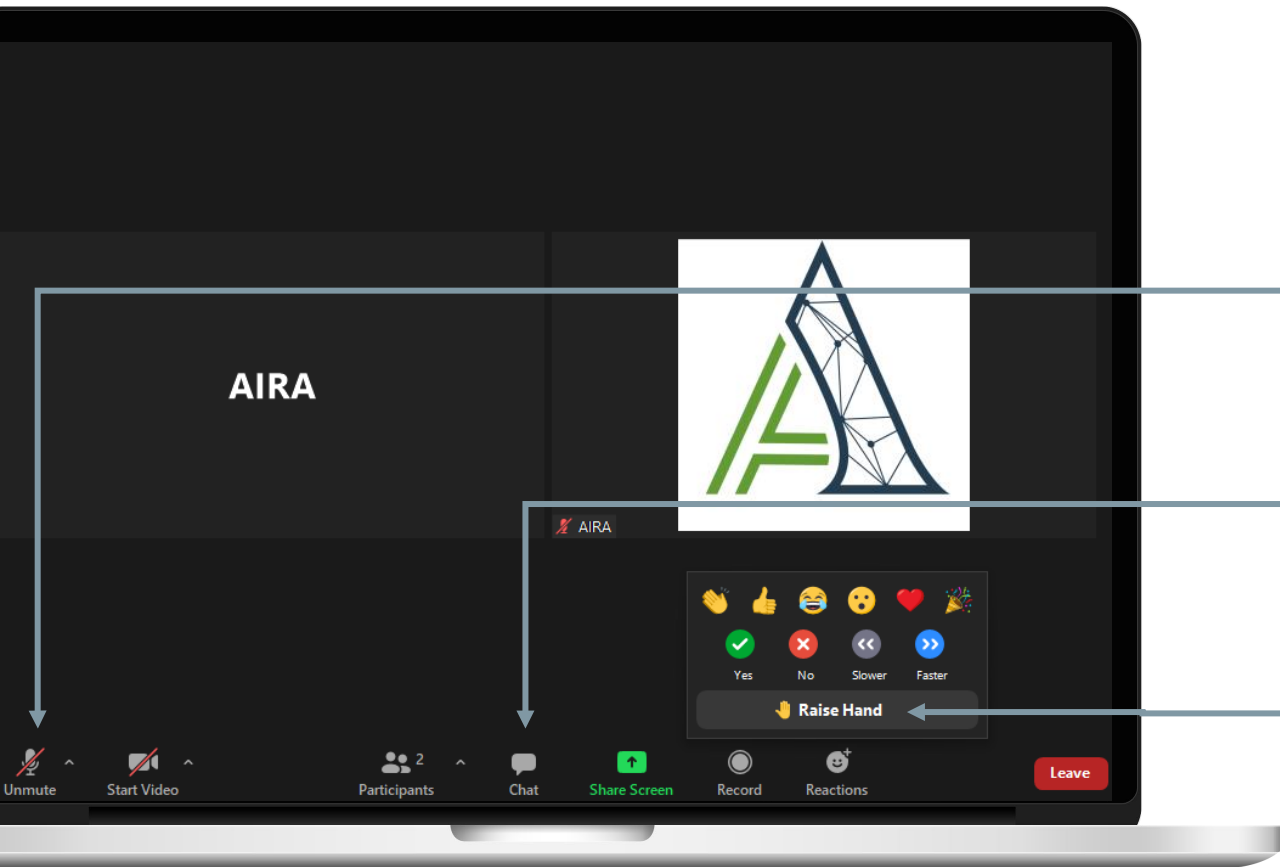 AIRA
AIRA
Yes No Slower Faster
Raise Hand
2
Unmute Start Video Participants Chat Share Screen Record Reactions Leave